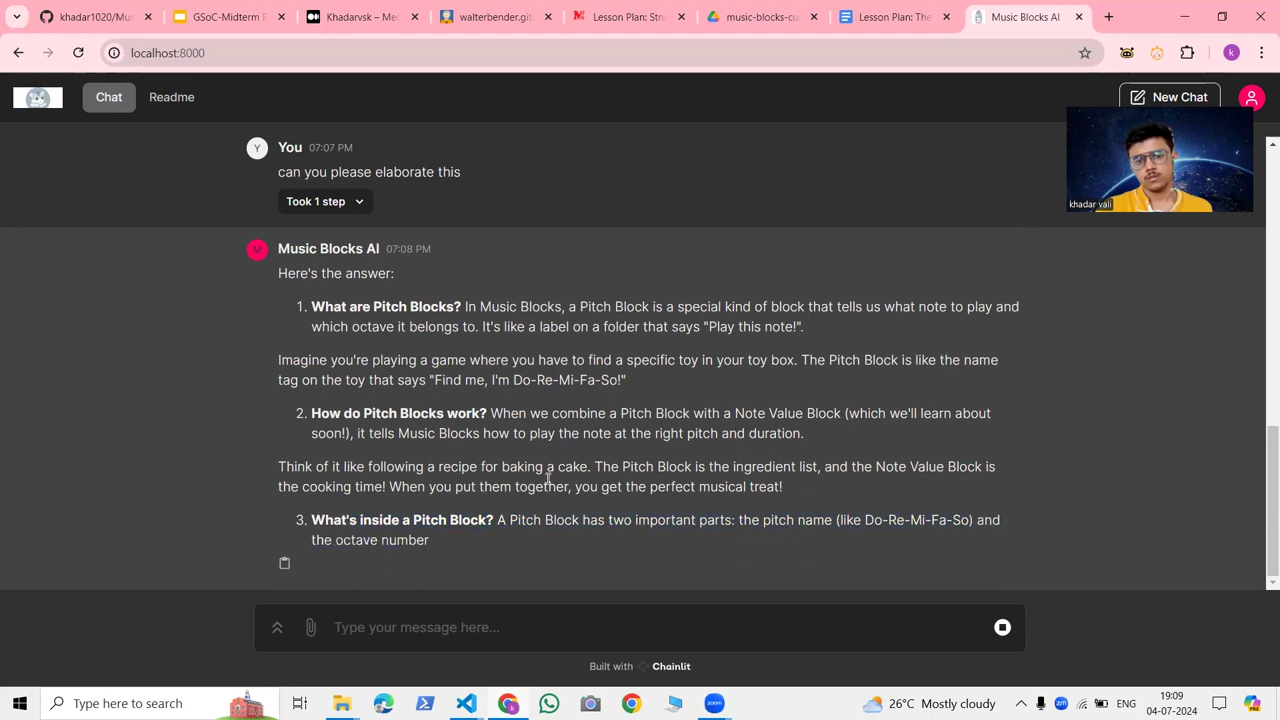 khadar1020/Mu
GSoC-Midterm E
Khadarvsk – Me
walterbender.git
Lesson Plan: Stru
music-blocks-cu
Lesson Plan: The
Music Blocks AI
localhost:8000
k
Chat
Readme
New Chat
khadar vali
Y
You 07:07 PM
can you please elaborate this
Took 1 step
M
Music Blocks AI 07:08 PM
Here's the answer:
1. What are Pitch Blocks? In Music Blocks, a Pitch Block is a special kind of block that tells us what note to play and
which octave it belongs to. It's like a label on a folder that says "Play this note!".
Imagine you're playing a game where you have to find a specific toy in your toy box. The Pitch Block is like the name
tag on the toy that says "Find me, I'm Do-Re-Mi-Fa-So!"
2. How do Pitch Blocks work? When we combine a Pitch Block with a Note Value Block (which we'll learn about
soon!), it tells Music Blocks how to play the note at the right pitch and duration.
Think of it like following a recipe for baking a cake. The Pitch Block is the ingredient list, and the Note Value Block is
the cooking time! When you put them together, you get the perfect musical treat!
3. What's inside a Pitch Block? A Pitch Block has two important parts: the pitch name (like Do-Re-Mi-Fa-So) and
the octave number
Type your message here...
Built with Chainlit
Type here to search
26°C Mostly cloudy
19:09
04-07-2024